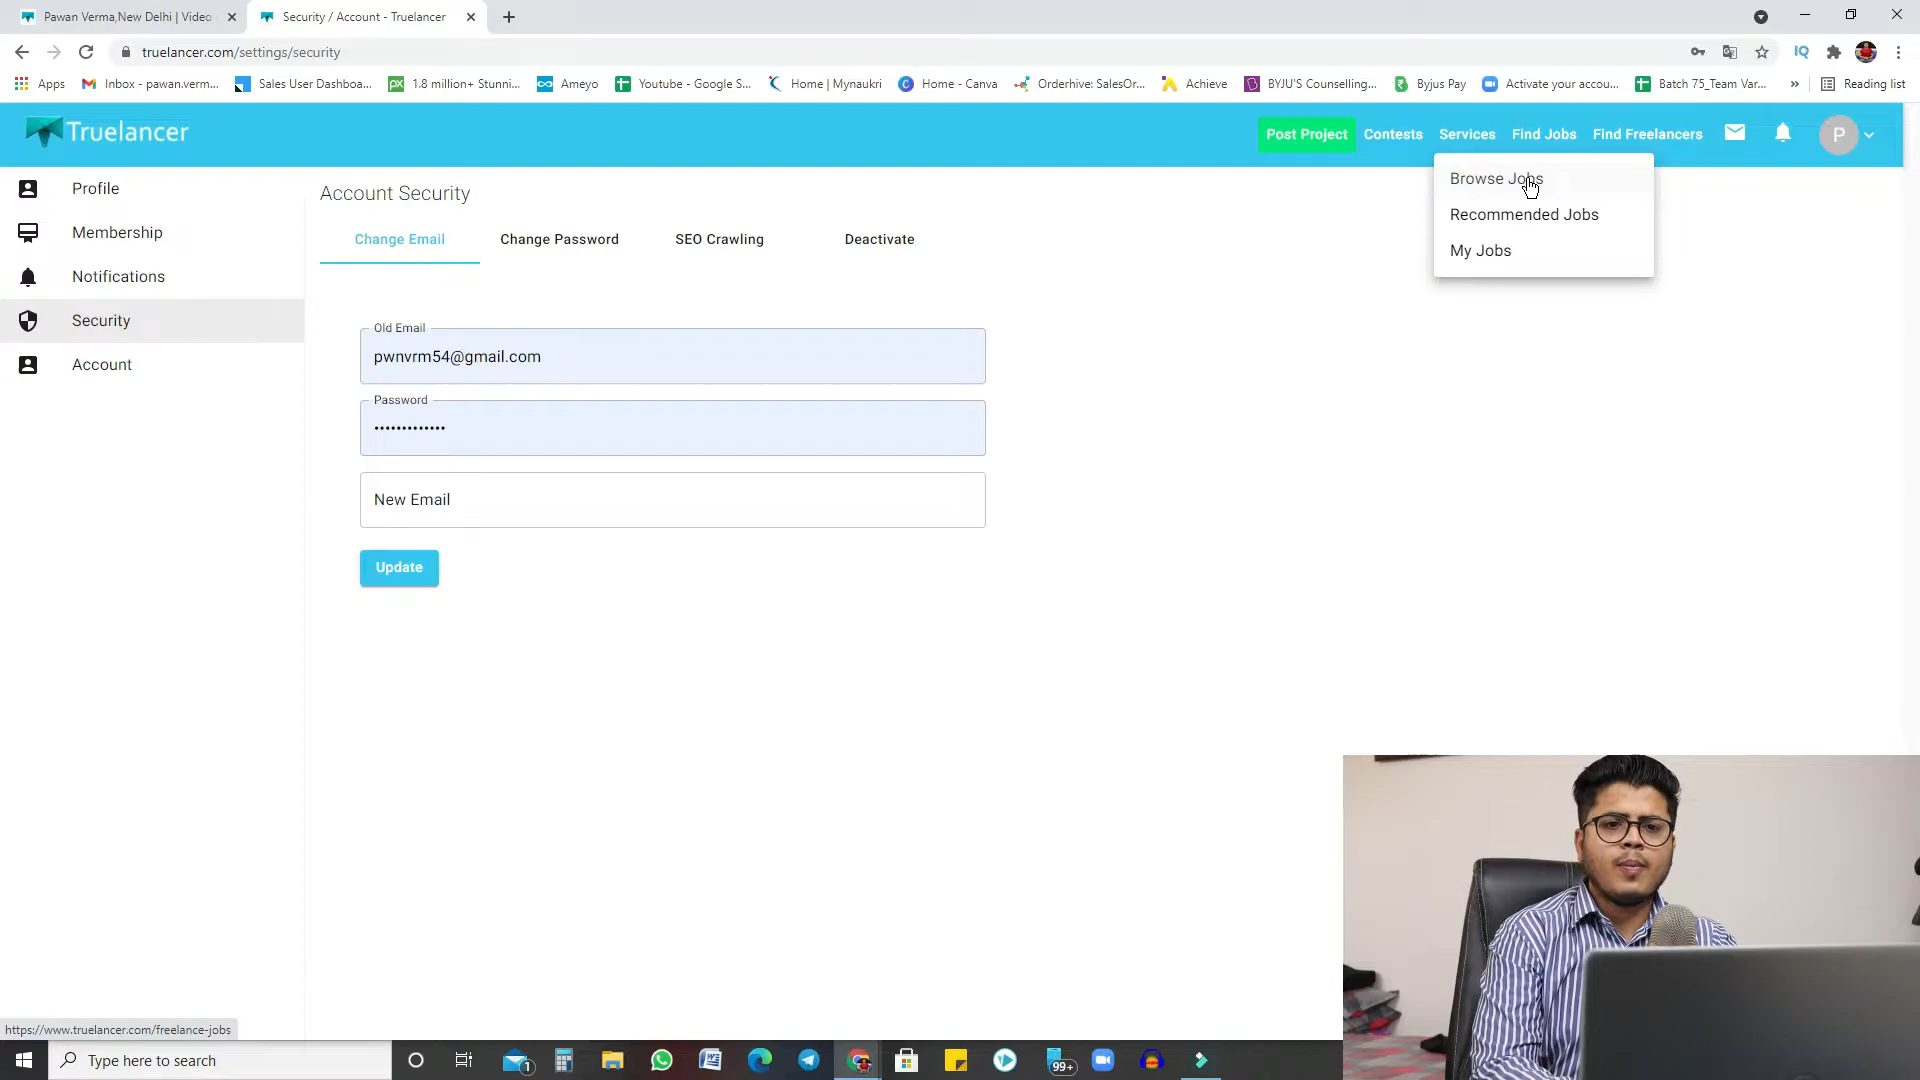 Pawan Verma,New Delhi | Video
Security / Account - Truelancer
truelancer.com/settings/security
Apps
Inbox - pawan.verm...
Sales User Dashboa...
1.8 million+ Stunni...
Ameyo
Youtube - Google S...
Home | Mynaukri
Home - Canva
Orderhive: SalesOr...
Achieve
BYJU'S Counselling...
Byjus Pay
Activate your accou...
Batch 75_Team Var...
»
Reading list
Truelancer
Post Project
Contests
Services
Find Jobs
Find Freelancers
P
Browse Jobs
Recommended Jobs
My Jobs
Profile
Membership
Notifications
Security
Account
Account Security
Change Email
Change Password
SEO Crawling
Deactivate
Old Email
pwnvrm54@gmail.com
Password
•••••••••••••
New Email
Update
https://www.truelancer.com/freelance-jobs
Type here to search
1
99+